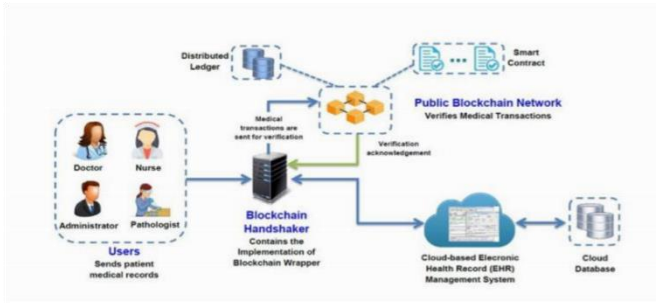 Distributed
Ledger
Smart
Contract
Public Blockchain Network
Verifies Medical Transactions
Medical
transactions are
sent for verification
Verification
acknowledgement
Doctor
Nurse
Administrator
Pathologist
Users
Sends patient
medical records
Blockchain
Handshaker
Contains the
Implementation of
Blockchain Wrapper
Cloud-based Elecronic
Health Record (EHR)
Management System
Cloud
Database